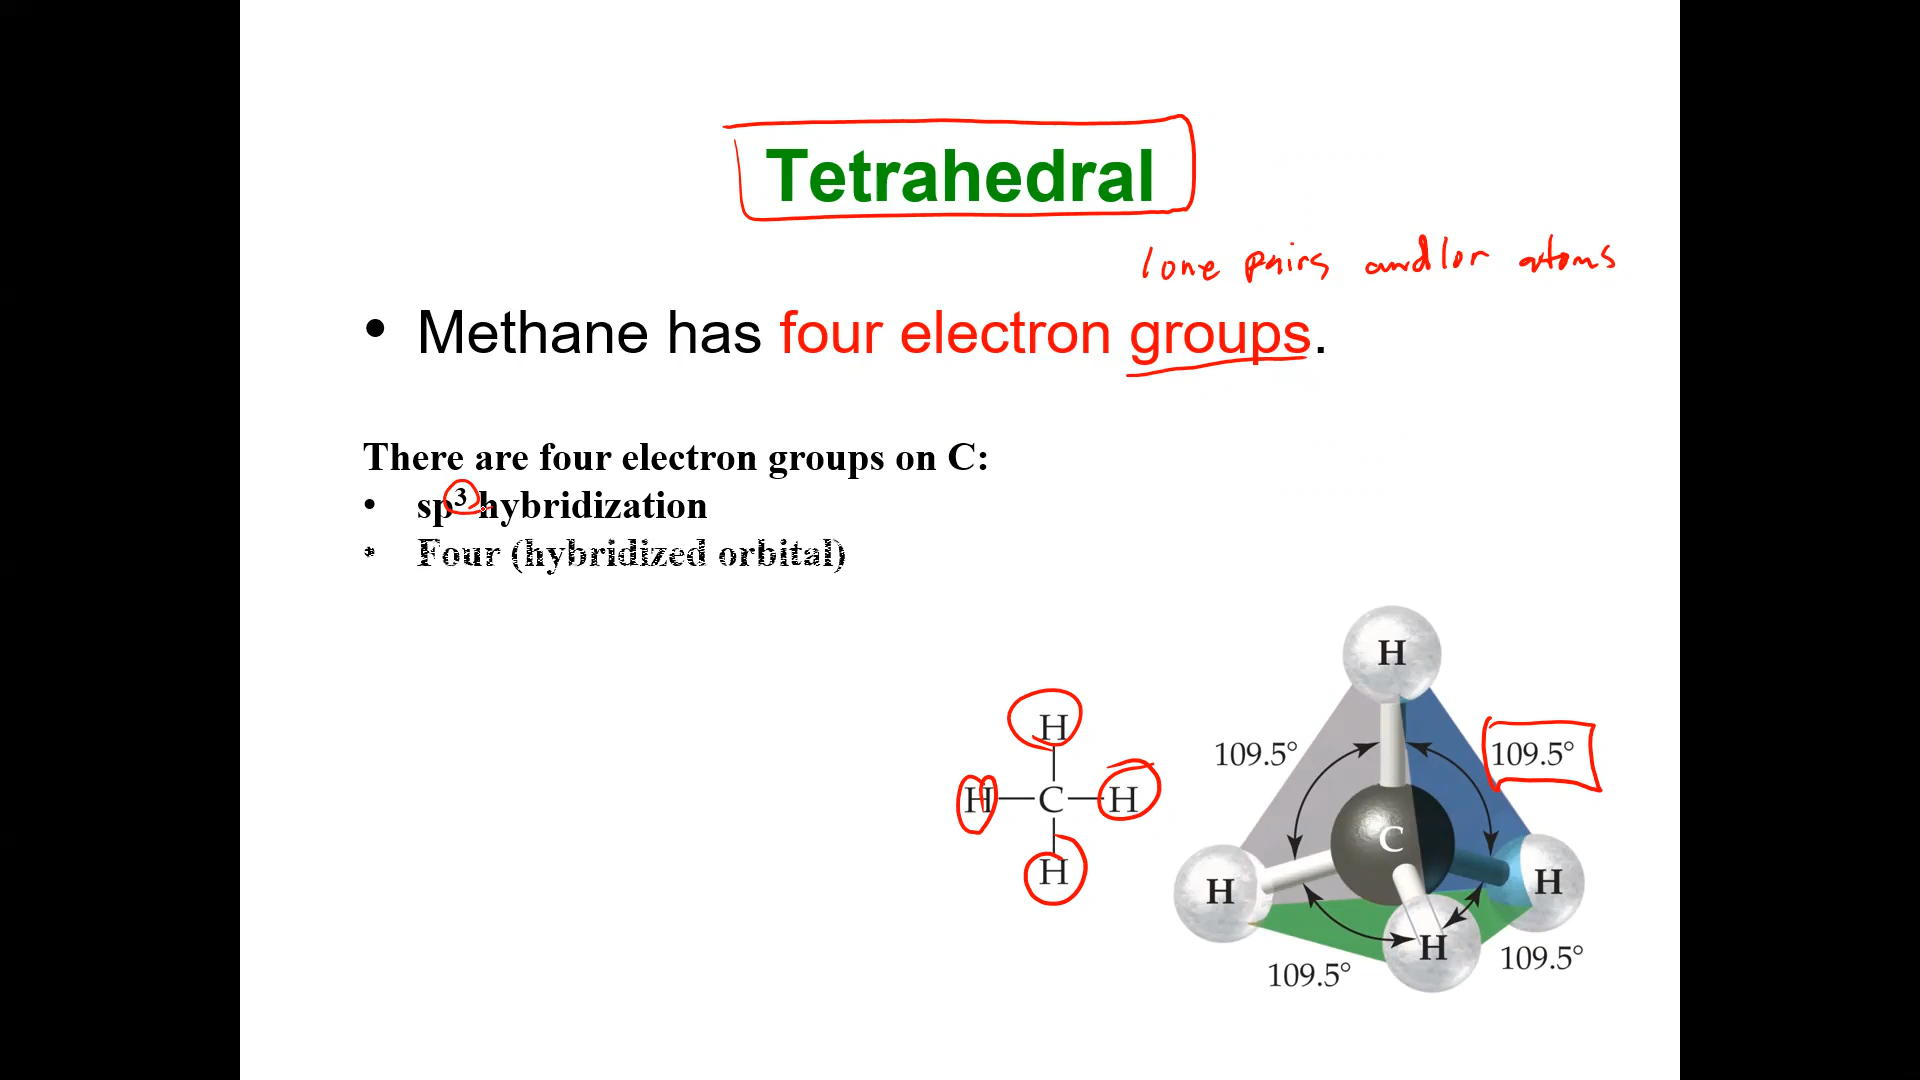 Tetrahedral
lone pairs and/or atoms
• Methane has four electron groups.
There are four electron groups on C:
• sp³ hybridization
• Four (hybridized orbital)
H
H
109.5° 109.5°
H—C—H
C
H
H H
H
109.5° 109.5°